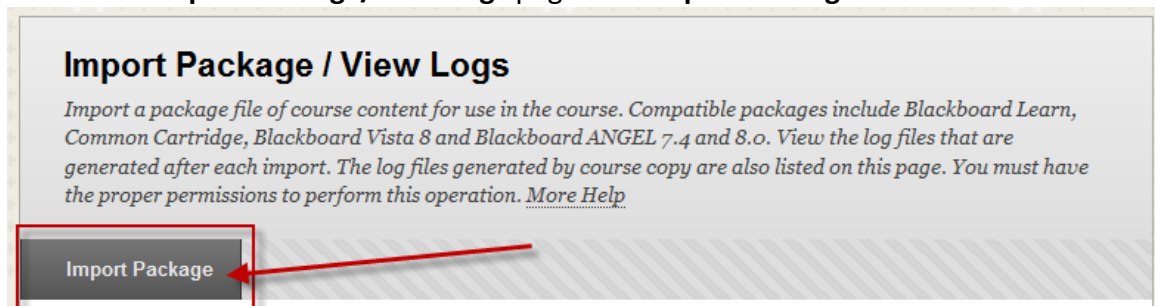 Import Package / View Logs
Import a package file of course content for use in the course. Compatible packages include Blackboard Learn,
Common Cartridge, Blackboard Vista 8 and Blackboard ANGEL 7.4 and 8.0. View the log files that are
generated after each import. The log files generated by course copy are also listed on this page. You must have
the proper permissions to perform this operation. More Help
Import Package